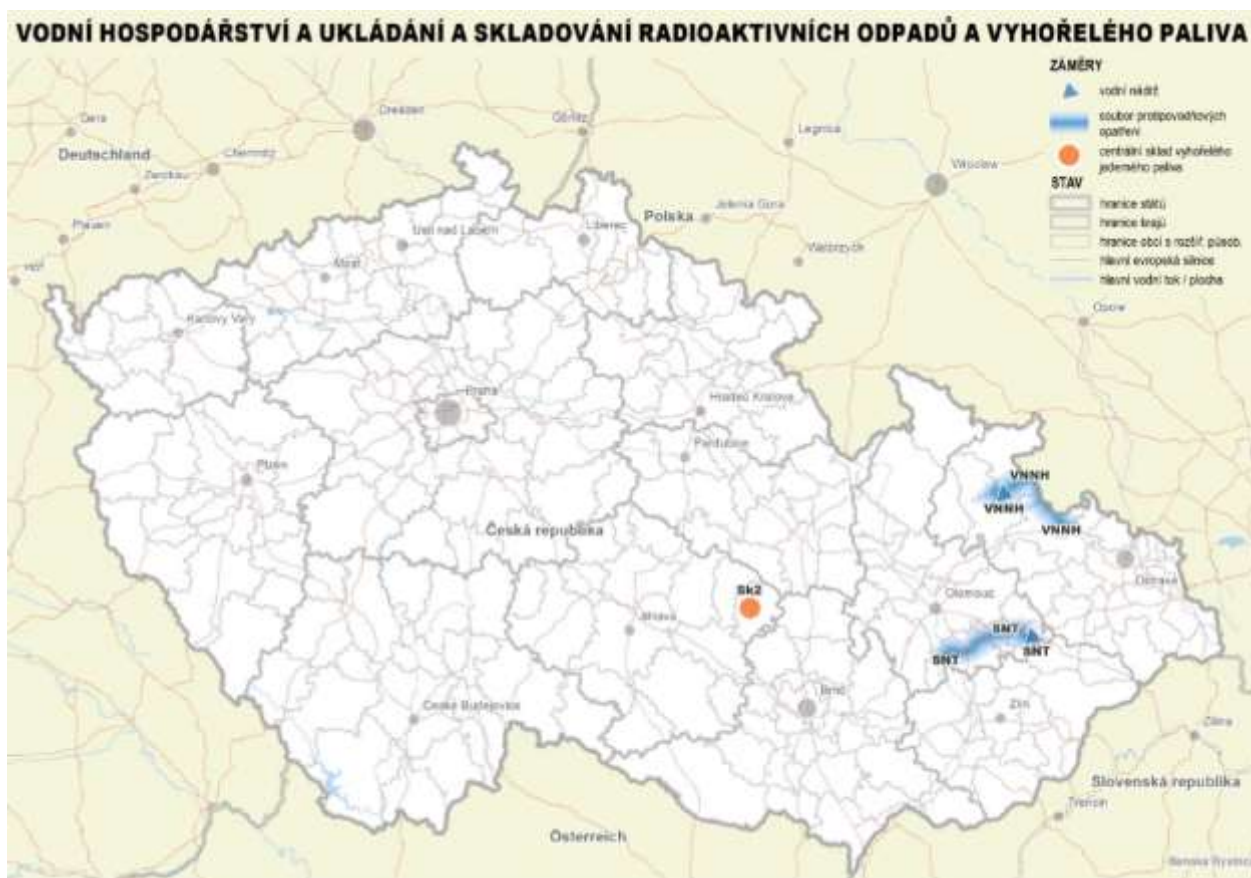 VODNÍ HOSPODÁŘSTVÍ A UKLÁDÁNÍ A SKLADOVÁNÍ RADIOAKTIVNÍCH ODPADŮ A VYHOŘELÉHO PALIVA
ZÁMĚRY
vodní nádrž
soubor protipovodňových
opatření
centrální sklad vyhořelého
jaderného paliva
STAV
hranice států
hranice krajů
hranice obcí s rozšíř. působ.
hlavní evropská silnice
hlavní vodní tok / plocha
Dresden
Görlitz
Legnica
Gera
Deutschland
Chemnitz
Zwickau
Wrocław
Plauen
Polska
Jelenia Góra
Hof
Ústí nad Labem
Liberec
Wałbrzych
Most
Opole
Karlovy Vary
Praha
Hradec Králové
Pardubice
Plzeň
VNNH
VNNH
VNNH
Česká republika
Ostrava
Sk2
Olomouc
Jihlava
SNT
SNT
SNT
Brno
Zlín
České Budějovice
Žilina
Slovenská republika
Trenčín
Österreich
Banská Bystrica